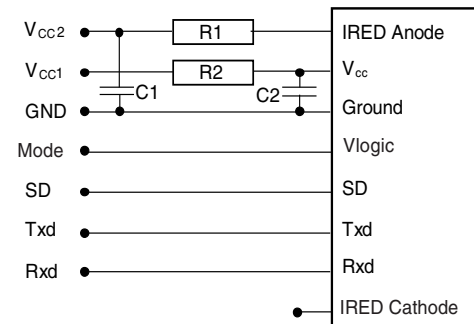 Vcc2 R1 IRED Anode
Vcc1 R2 Vcc
C1 C2
GND Ground
Mode Vlogic
SD SD
Txd Txd
Rxd Rxd
IRED Cathode